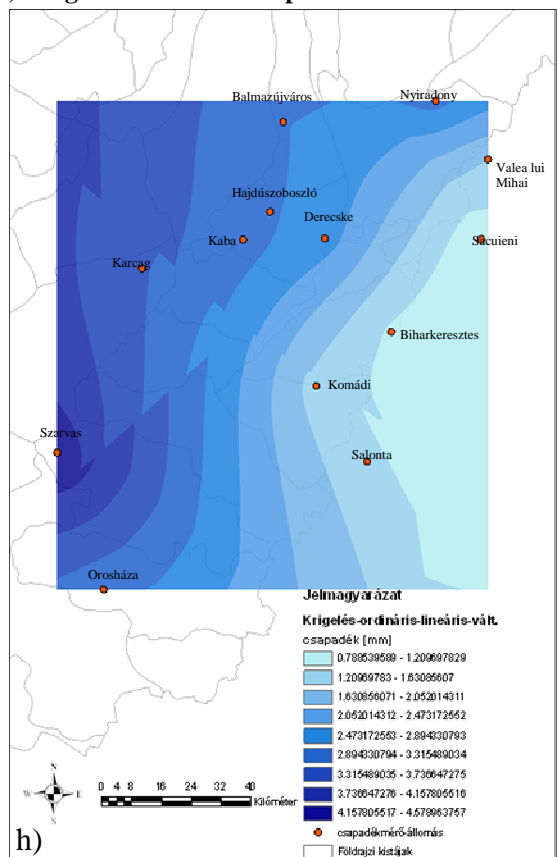 Nyiradony
Balmazújváros
Valea lui
Mihai
Hajdúszoboszló
Derecske
Kaba
Sacuieni
Karcag
Biharkeresztes
Komádi
Szarvas
Salonta
Orosháza
Jelmagyarázat
Krigelés-ordináris-lineáris-vált.
csapadék [mm]
0.788539589 - 1.209697829
1.20969783 - 1.63085607
1.630856071 - 2.052014311
2.052014312 - 2.473172552
2.473172553 - 2.894330793
2.894330794 - 3.315489034
3.315489035 - 3.736647275
3.736647276 - 4.157805516
4.157805517 - 4.578963757
csapadékmérő-állomás
Földrajzi kistájak
N
W E
S
0 4 8 16 24 32 40
Kilóméter
h)